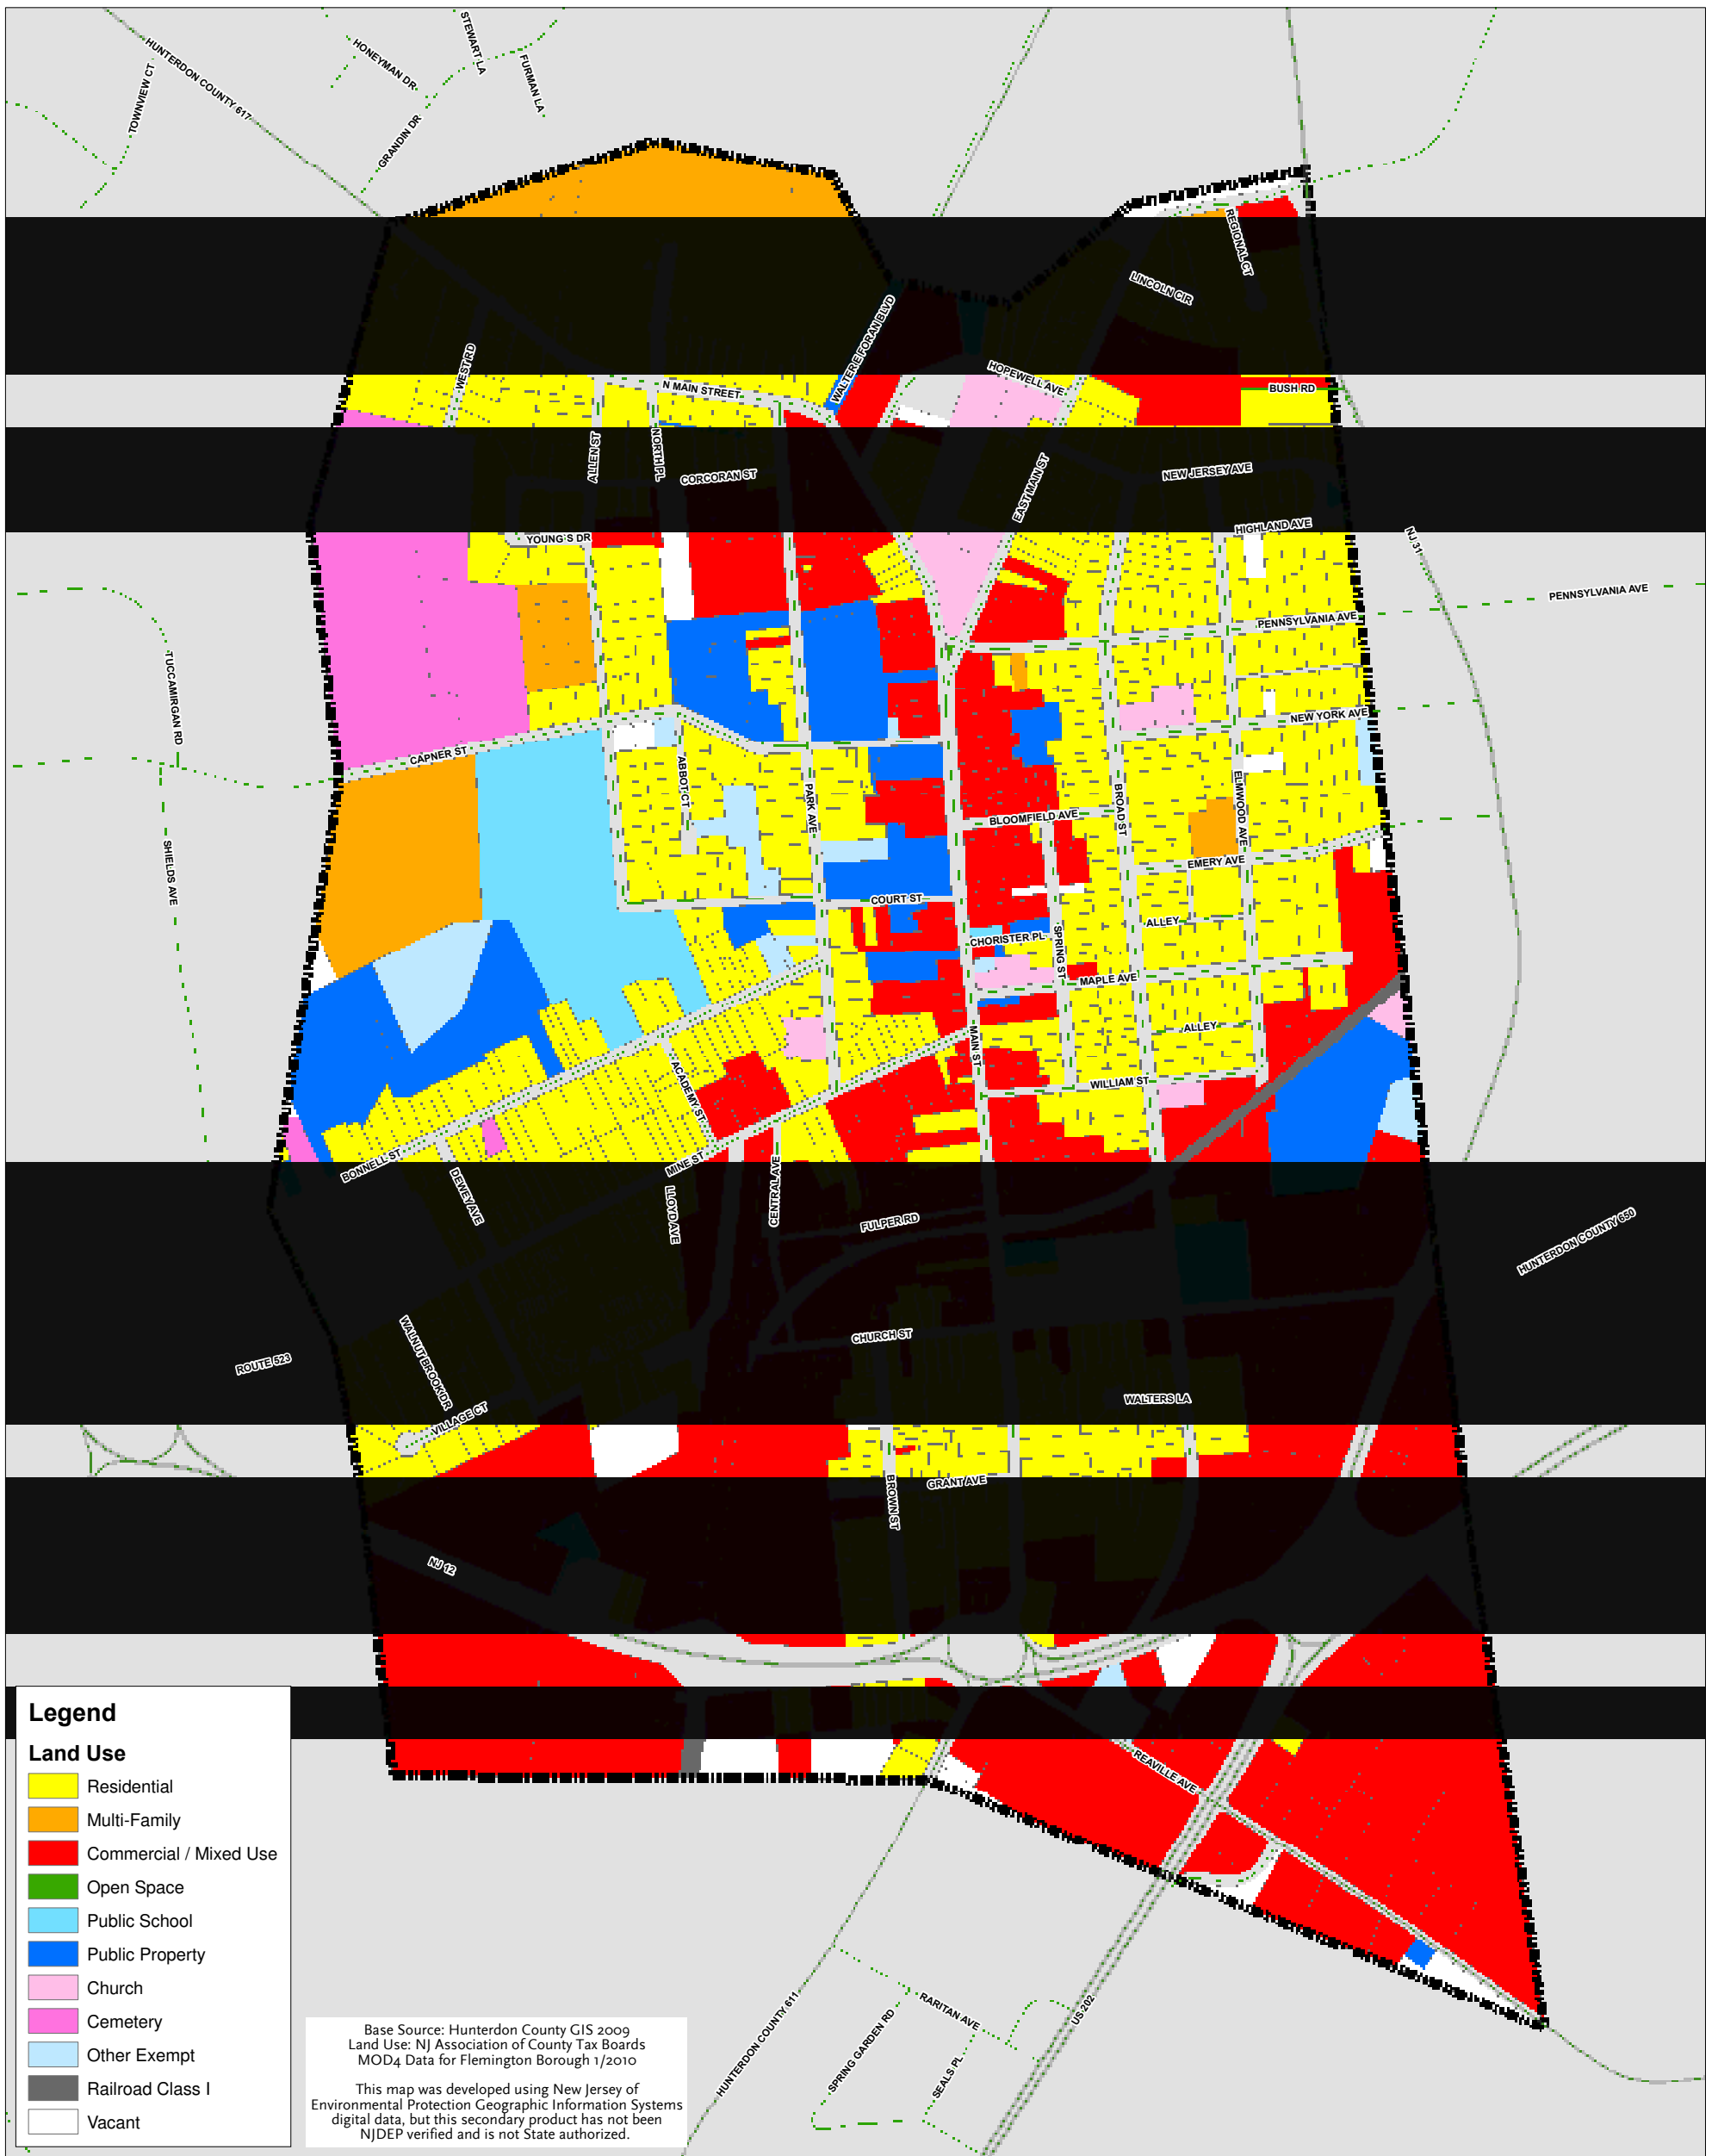 STEWART LA
HONEYMAN DR
HUNTERDON COUNTY 617
TOWNVIEW CT
FURMAN LA
GRANDIN DR
REGIONAL CT
LINCOLN CIR
WALTER E FORAN BLVD
WEST RD
HOPEWELL AVE
N MAIN STREET
BUSH RD
ALLEN ST
NORTH PL
CORCORAN ST
EAST MAIN ST
NEW JERSEY AVE
HIGHLAND AVE
YOUNG'S DR
NJ 31
PENNSYLVANIA AVE
PENNSYLVANIA AVE
TUCCAMIRGAN RD
NEW YORK AVE
CAPNER ST
ABBOT CT
PARK AVE
BROAD ST
ELMWOOD AVE
BLOOMFIELD AVE
SHIELDS AVE
EMERY AVE
COURT ST
ALLEY
CHORISTER PL
SPRING ST
MAPLE AVE
ALLEY
MAIN ST
ACADEMY ST
WILLIAM ST
BONNELL ST
MINE ST
DEWEY AVE
LLOYD AVE
CENTRAL AVE
FULPER RD
HUNTERDON COUNTY 650
WALNUT BROOK DR
CHURCH ST
ROUTE 523
WALTERS LA
VILLAGE CT
GRANT AVE
BROWN ST
NJ 12
REAVILLE AVE
HUNTERDON COUNTY 611
SPRING GARDEN RD
RARITAN AVE
SEALS PL
US 202
Legend
Land Use
Residential
Multi-Family
Commercial / Mixed Use
Open Space
Public School
Public Property
Church
Cemetery
Other Exempt
Railroad Class I
Vacant
Base Source: Hunterdon County GIS 2009
Land Use: NJ Association of County Tax Boards
MOD4 Data for Flemington Borough 1/2010
This map was developed using New Jersey of
Environmental Protection Geographic Information Systems
digital data, but this secondary product has not been
NJDEP verified and is not State authorized.